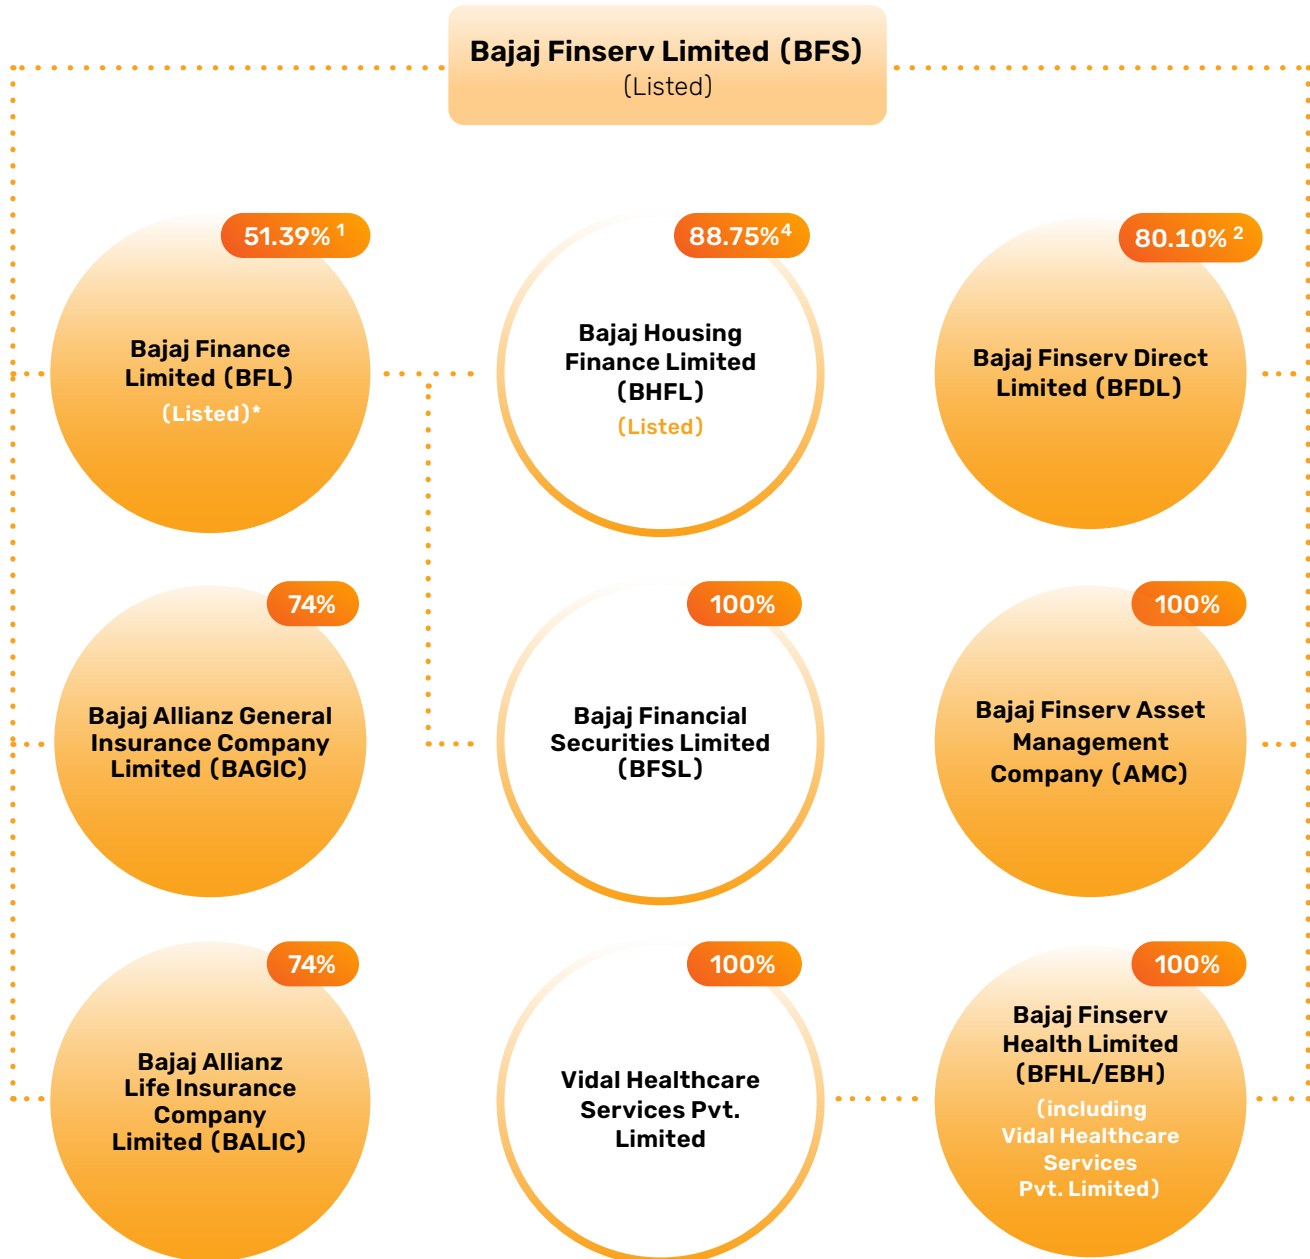 Bajaj Finserv Limited (BFS)
(Listed)
51.39% 1
Bajaj Finance
Limited (BFL)
(Listed)*
88.75%4
Bajaj Housing
Finance Limited
(BHFL)
(Listed)
80.10% 2
Bajaj Finserv Direct
Limited (BFDL)
74%
Bajaj Allianz General
Insurance Company
Limited (BAGIC)
100%
Bajaj Financial
Securities Limited
(BFSL)
100%
Bajaj Finserv Asset
Management
Company (AMC)
74%
Bajaj Allianz
Life Insurance
Company
Limited (BALIC)
100%
Vidal Healthcare
Services Pvt.
Limited
100%
Bajaj Finserv
Health Limited
(BFHL/EBH)
(including
Vidal Healthcare
Services
Pvt. Limited)